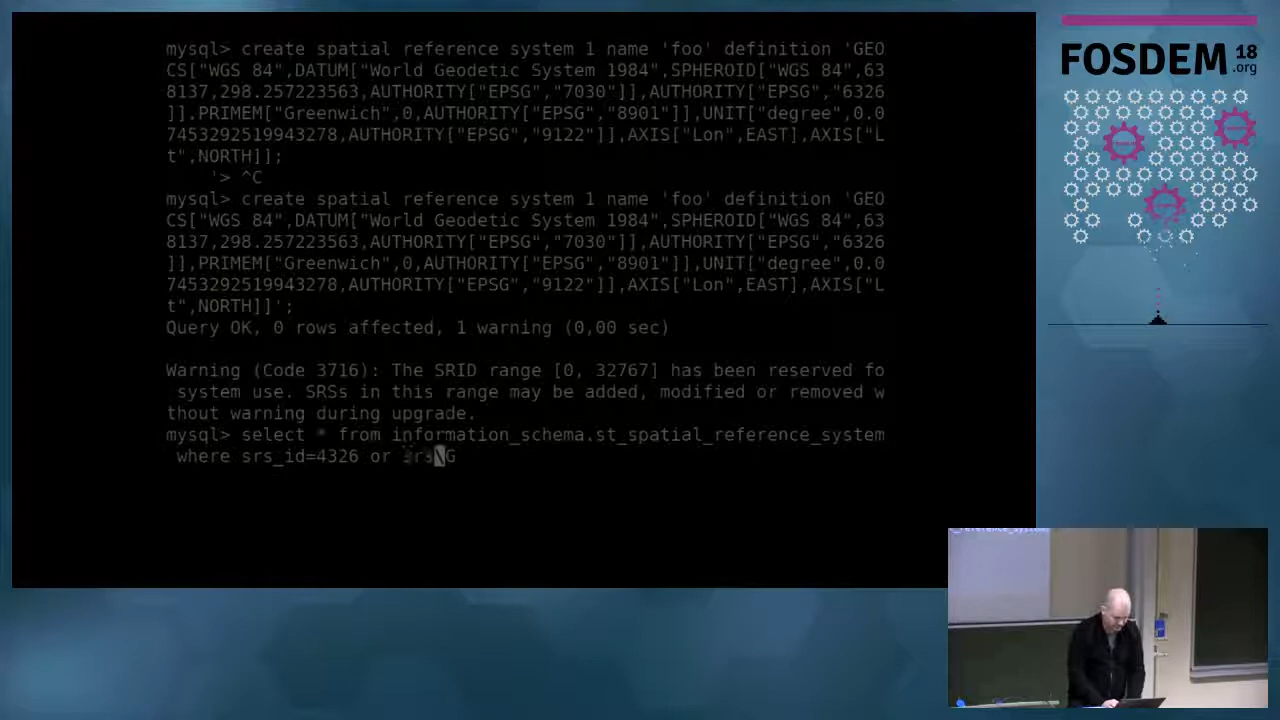 mysql> create spatial reference system 1 name 'foo' definition 'GEO
CS["WGS 84",DATUM["World Geodetic System 1984",SPHEROID["WGS 84",63
8137,298.257223563,AUTHORITY["EPSG","7030"]],AUTHORITY["EPSG","6326
]],PRIMEM["Greenwich",0,AUTHORITY["EPSG","8901"]],UNIT["degree",0.0
7453292519943278,AUTHORITY["EPSG","9122"]],AXIS["Lon",EAST],AXIS["L
t",NORTH]];
'> ^C
mysql> create spatial reference system 1 name 'foo' definition 'GEO
CS["WGS 84",DATUM["World Geodetic System 1984",SPHEROID["WGS 84",63
8137,298.257223563,AUTHORITY["EPSG","7030"]],AUTHORITY["EPSG","6326
]],PRIMEM["Greenwich",0,AUTHORITY["EPSG","8901"]],UNIT["degree",0.0
7453292519943278,AUTHORITY["EPSG","9122"]],AXIS["Lon",EAST],AXIS["L
t",NORTH]]';
Query OK, 0 rows affected, 1 warning (0,00 sec)
Warning (Code 3716): The SRID range [0, 32767] has been reserved fo
system use. SRSs in this range may be added, modified or removed w
thout warning during upgrade.
mysql> select * from information_schema.st_spatial_reference_system
where srs_id=4326 or srs\G
FOSDEM 18
.org